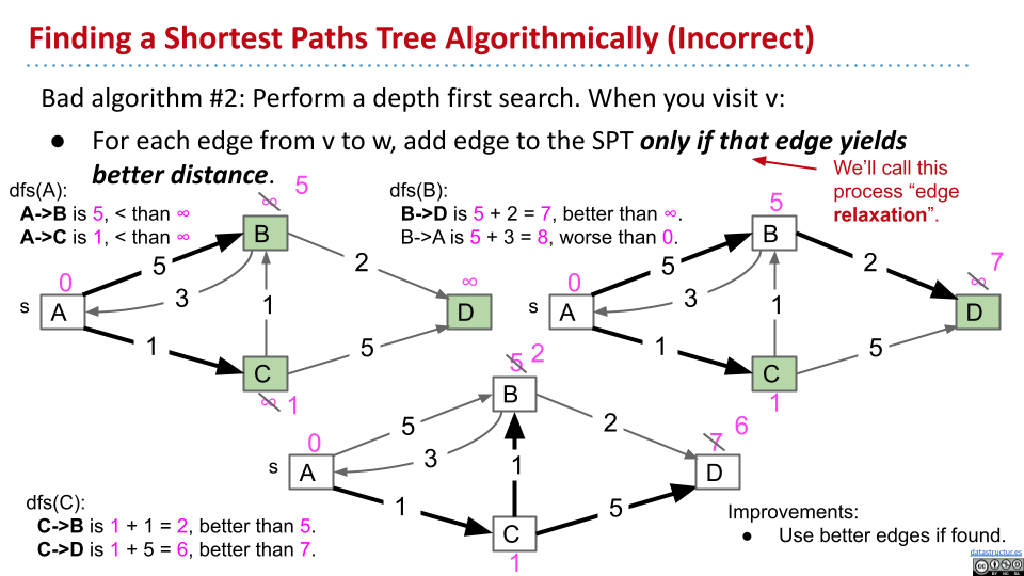 Finding a Shortest Paths Tree Algorithmically (Incorrect)
Bad algorithm #2: Perform a depth first search. When you visit v:
● For each edge from v to w, add edge to the SPT only if that edge yields
better distance.
We'll call this
process "edge
relaxation".
dfs(A):
A->B is 5, < than ∞
A->C is 1, < than ∞
∞ 5
B
5
2
0
3
1
∞
s
A
D
1
5
C
∞ 1
dfs(B):
B->D is 5 + 2 = 7, better than ∞.
B->A is 5 + 3 = 8, worse than 0.
5
B
5
2
∞ 7
0
3
1
s
A
D
1
5
C
1
5 2
B
5
2
7 6
0
3
1
s
A
D
1
5
C
1
dfs(C):
C->B is 1 + 1 = 2, better than 5.
C->D is 1 + 5 = 6, better than 7.
Improvements:
● Use better edges if found.
datastructur.es